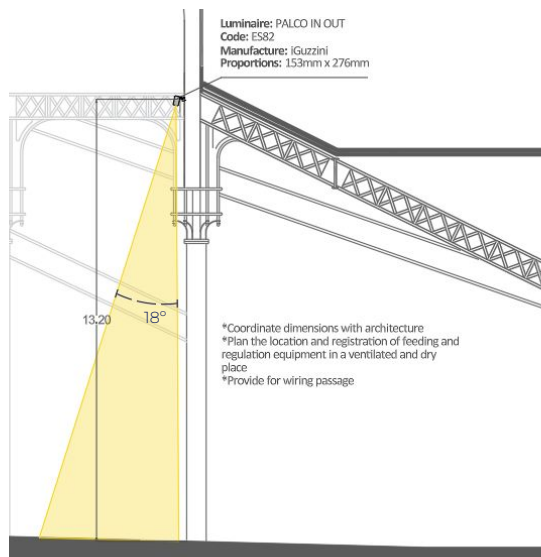 Luminaire: PALCO IN OUT
Code: ES82
Manufacture: iGuzzini
Proportions: 153mm x 276mm
13.20
18°
*Coordinate dimensions with architecture
*Plan the location and registration of feeding and
regulation equipment in a ventilated and dry
place
*Provide for wiring passage